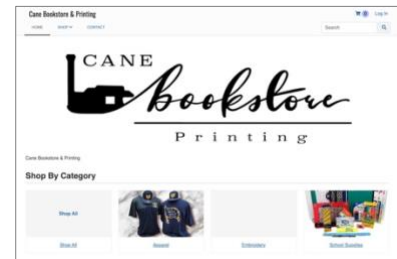 Cane Bookstore & Printing
Log In
HOME SHOP CONTACT
Search
CANE
bookstore
Printing
Cane Bookstore & Printing
Shop By Category
Shop All
Shop All
Apparel
Embroidery
School Supplies